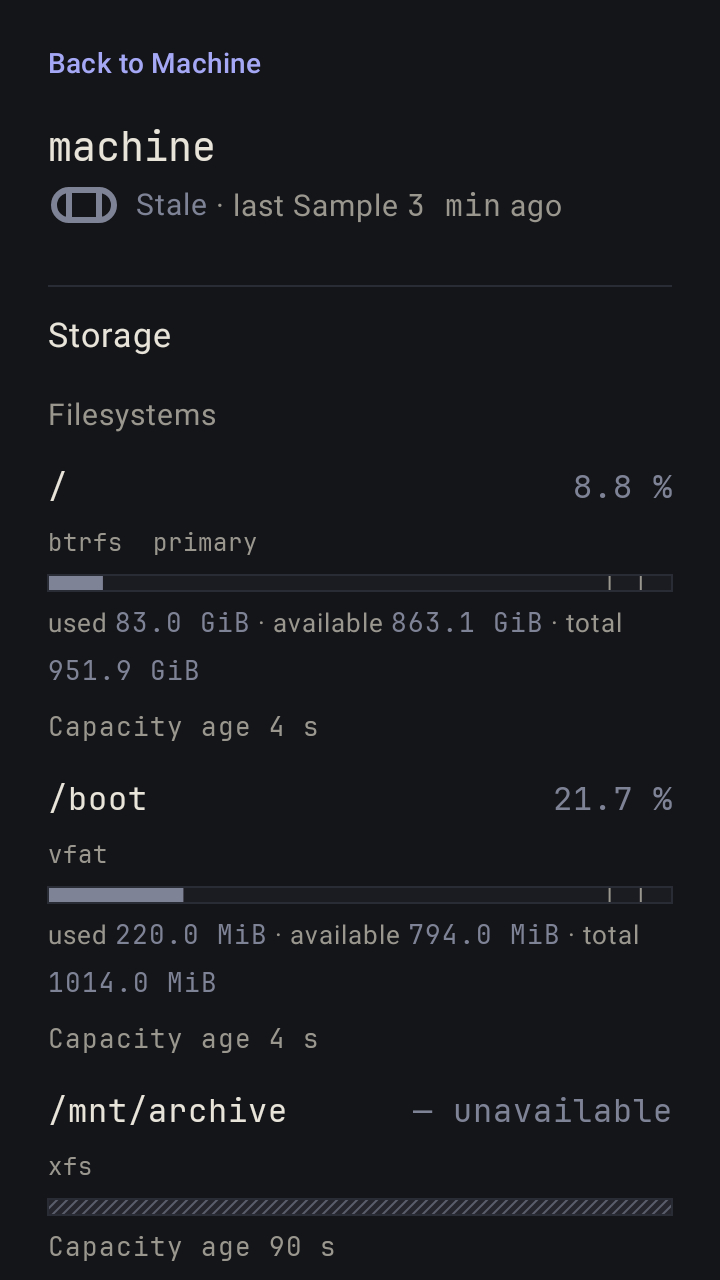 Back to Machine
machine
Stale · last Sample 3 min ago
Storage
Filesystems
/ 8.8 %
btrfs primary
used 83.0 GiB · available 863.1 GiB · total
951.9 GiB
Capacity age 4 s
/boot 21.7 %
vfat
used 220.0 MiB · available 794.0 MiB · total
1014.0 MiB
Capacity age 4 s
/mnt/archive — unavailable
xfs
Capacity age 90 s